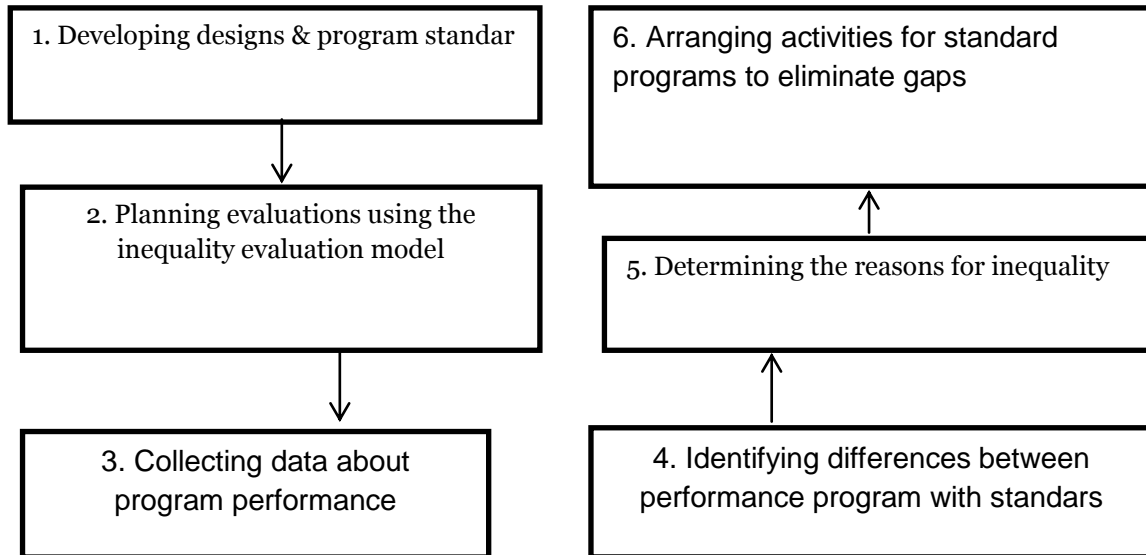 1. Developing designs & program standar
2. Planning evaluations using the
inequality evaluation model
3. Collecting data about
program performance
4. Identifying differences between
performance program with standars
5. Determining the reasons for inequality
6. Arranging activities for standard
programs to eliminate gaps